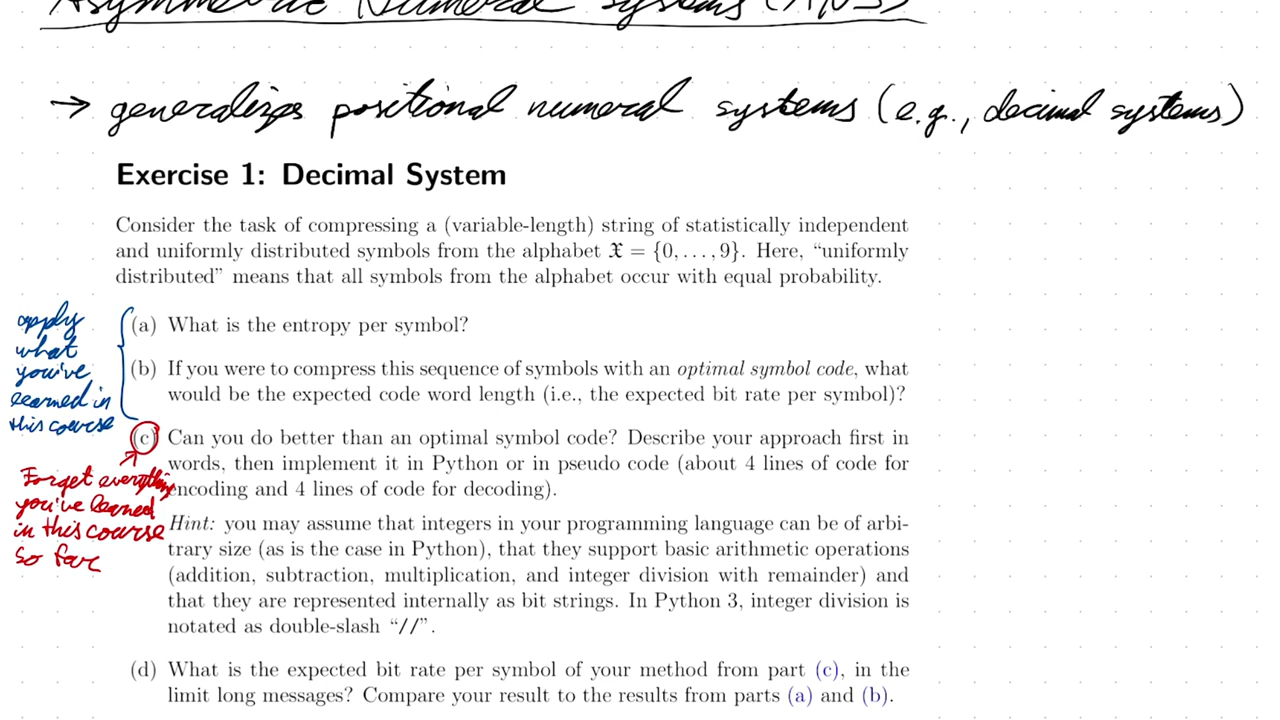 Asymmetric Numeral Systems (ANS)
→ generalizes positional numeral systems (e.g., decimal systems)
Exercise 1: Decimal System
Consider the task of compressing a (variable-length) string of statistically independent
and uniformly distributed symbols from the alphabet 𝔛 = {0, . . . , 9}. Here, “uniformly
distributed” means that all symbols from the alphabet occur with equal probability.
apply
what
you've
learned in
this course
(a) What is the entropy per symbol?
(b) If you were to compress this sequence of symbols with an optimal symbol code, what
would be the expected code word length (i.e., the expected bit rate per symbol)?
Forget everything
you've learned
in this course
so far
(c) Can you do better than an optimal symbol code? Describe your approach first in
words, then implement it in Python or in pseudo code (about 4 lines of code for
encoding and 4 lines of code for decoding).
Hint: you may assume that integers in your programming language can be of arbi-
trary size (as is the case in Python), that they support basic arithmetic operations
(addition, subtraction, multiplication, and integer division with remainder) and
that they are represented internally as bit strings. In Python 3, integer division is
notated as double-slash “//”.
(d) What is the expected bit rate per symbol of your method from part (c), in the
limit long messages? Compare your result to the results from parts (a) and (b).